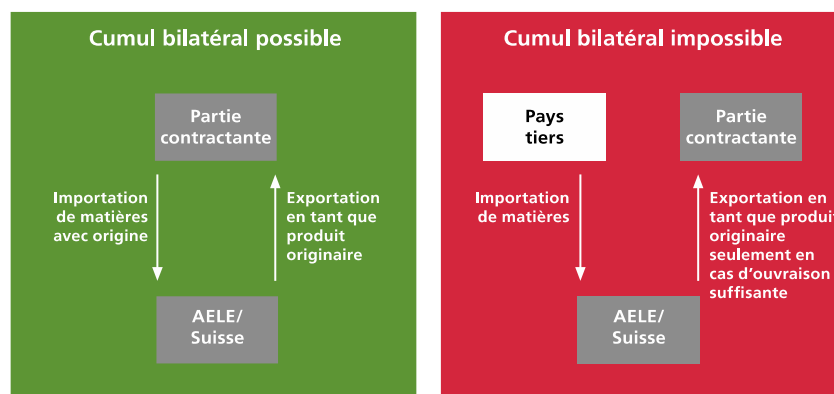 Cumul bilatéral possible
Partie
contractante
Importation
de matières
avec origine
Exportation
en tant que
produit
originaire
AELE/
Suisse
Cumul bilatéral impossible
Pays
tiers
Partie
contractante
Importation
de matières
Exportation en
tant que produit
originaire
seulement en
cas d'ouvraison
suffisante
AELE/
Suisse